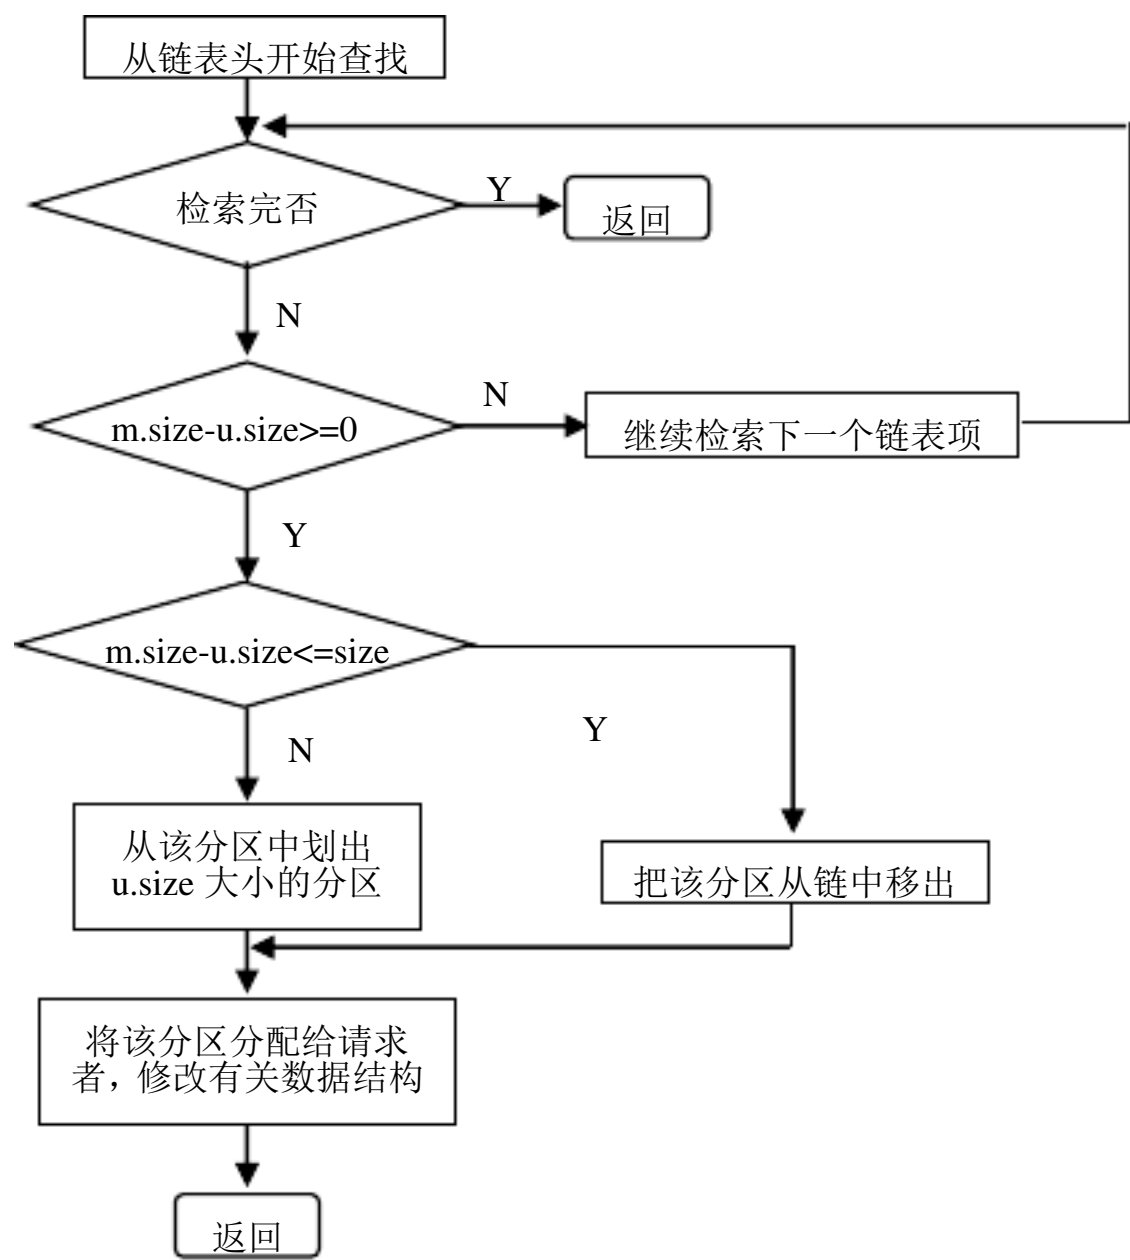 从链表头开始查找
检索完否
Y
返回
N
m.size-u.size>=0
N
继续检索下一个链表项
Y
m.size-u.size<=size
N
Y
从该分区中划出
u.size 大小的分区
把该分区从链中移出
将该分区分配给请求
者，修改有关数据结构
返回